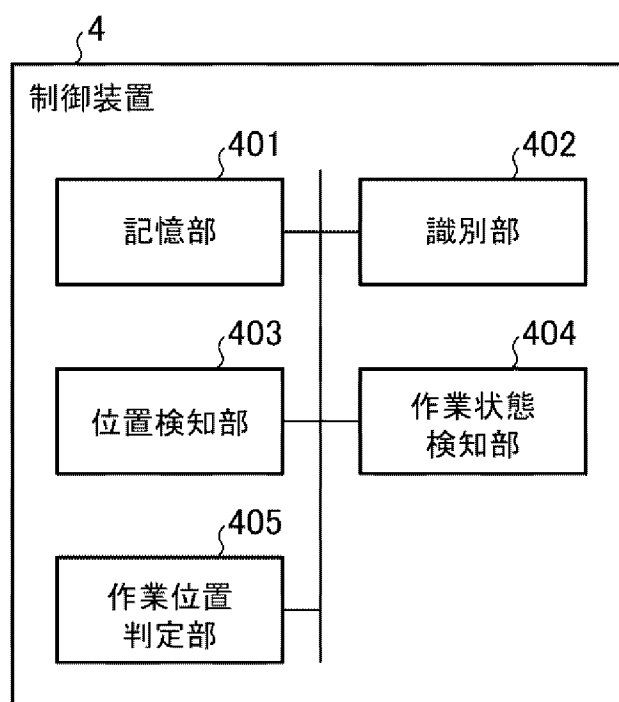 4
制御装置
401
記憶部
402
識別部
403
位置検知部
404
作業状態
検知部
405
作業位置
判定部